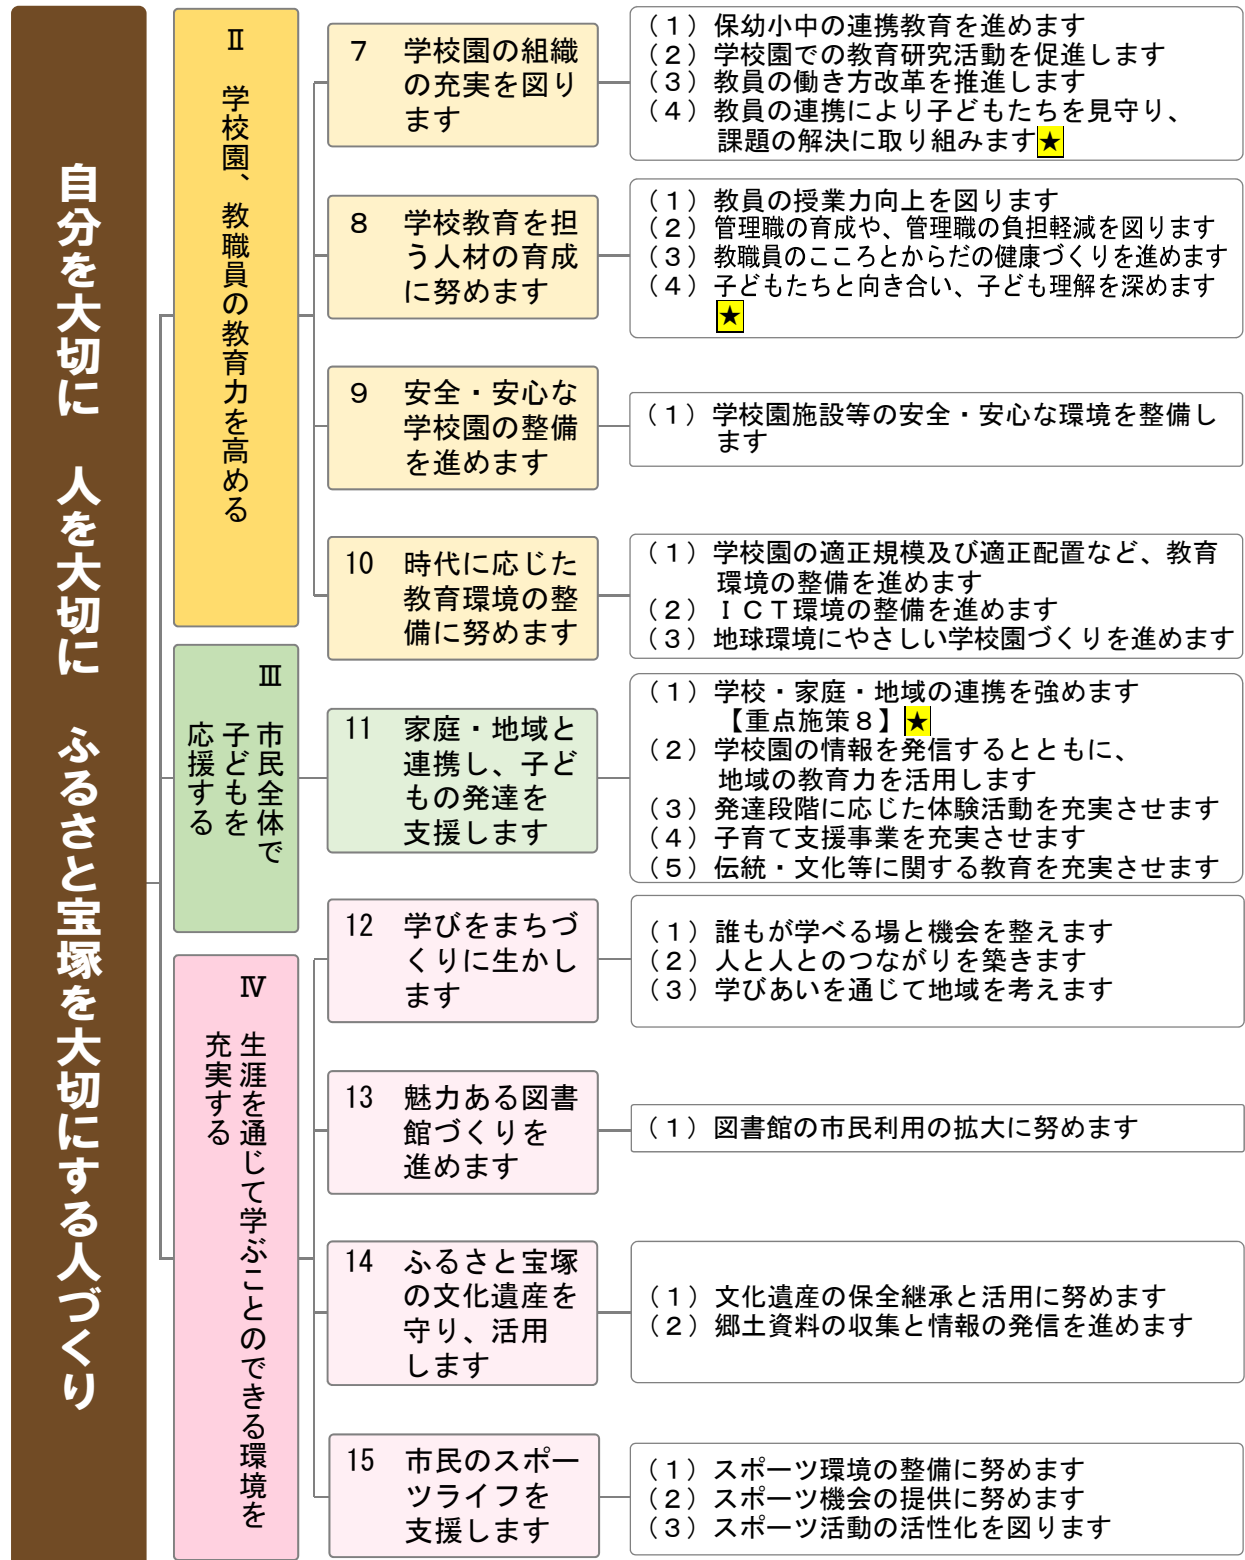 自分を大切に　人を大切に　ふるさと宝塚を大切にする人づくり
Ⅱ　学校園、教職員の教育力を高める
７　学校園の組織
の充実を図り
ます
（１）保幼小中の連携教育を進めます
（２）学校園での教育研究活動を促進します
（３）教員の働き方改革を推進します
（４）教員の連携により子どもたちを見守り、
課題の解決に取り組みます★
８　学校教育を担
う人材の育成
に努めます
（１）教員の授業力向上を図ります
（２）管理職の育成や、管理職の負担軽減を図ります
（３）教職員のこころとからだの健康づくりを進めます
（４）子どもたちと向き合い、子ども理解を深めます
★
９　安全・安心な
学校園の整備
を進めます
（１）学校園施設等の安全・安心な環境を整備し
ます
10　時代に応じた
教育環境の整
備に努めます
（１）学校園の適正規模及び適正配置など、教育
環境の整備を進めます
（２）ＩＣＴ環境の整備を進めます
（３）地球環境にやさしい学校園づくりを進めます
Ⅲ　市民全体で
子どもを
応援する
11　家庭・地域と
連携し、子ど
もの発達を
支援します
（１）学校・家庭・地域の連携を強めます
【重点施策８】★
（２）学校園の情報を発信するとともに、
地域の教育力を活用します
（３）発達段階に応じた体験活動を充実させます
（４）子育て支援事業を充実させます
（５）伝統・文化等に関する教育を充実させます
Ⅳ　生涯を通じて学ぶことのできる環境を
充実する
12　学びをまちづ
くりに生かし
ます
（１）誰もが学べる場と機会を整えます
（２）人と人とのつながりを築きます
（３）学びあいを通じて地域を考えます
13　魅力ある図書
館づくりを
進めます
（１）図書館の市民利用の拡大に努めます
14　ふるさと宝塚
の文化遺産を
守り、活用
します
（１）文化遺産の保全継承と活用に努めます
（２）郷土資料の収集と情報の発信を進めます
15　市民のスポー
ツライフを
支援します
（１）スポーツ環境の整備に努めます
（２）スポーツ機会の提供に努めます
（３）スポーツ活動の活性化を図ります